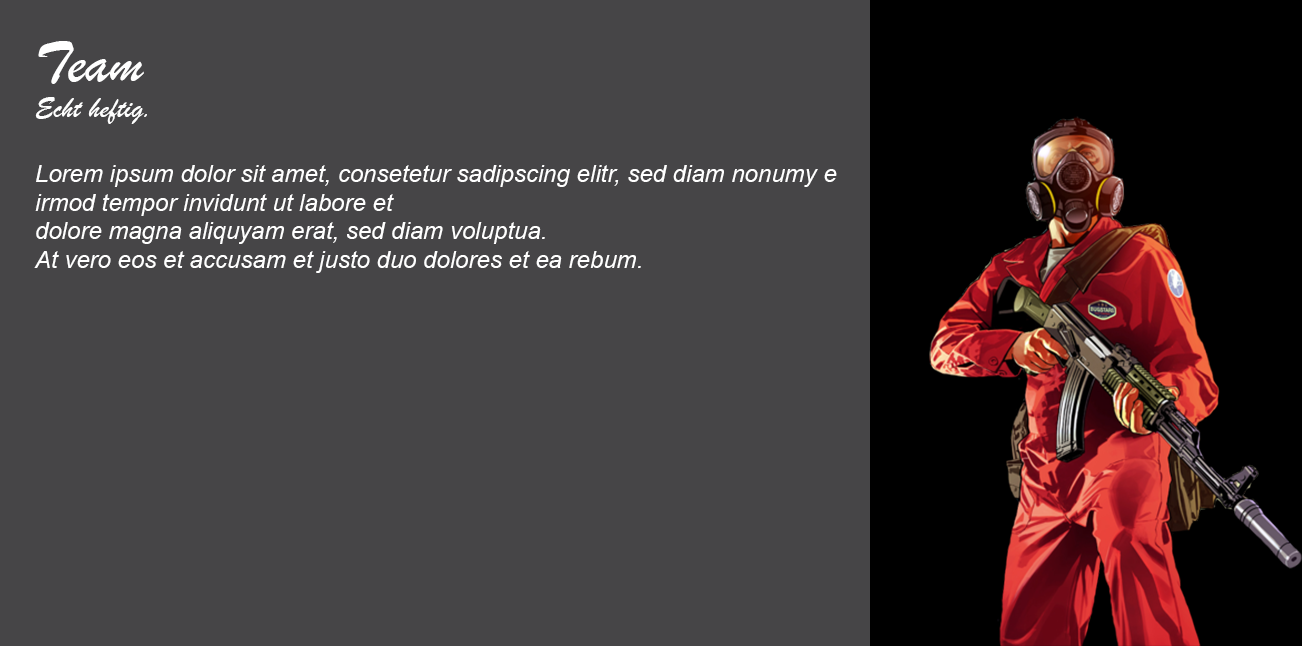 Team
Echt heftig.
Lorem ipsum dolor sit amet, consetetur sadipscing elitr, sed diam nonumy e
irmod tempor invidunt ut labore et
dolore magna aliquyam erat, sed diam voluptua.
At vero eos et accusam et justo duo dolores et ea rebum.
BUGSTARS